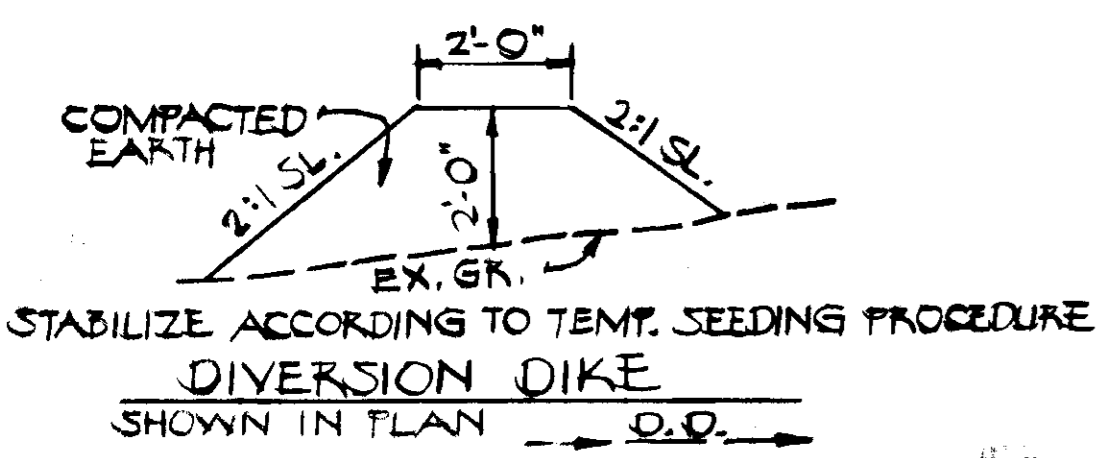 2'-0"
COMPACTED
EARTH
2:1 SL.
2:1 SL.
2'-0"
EX. GR.
STABILIZE ACCORDING TO TEMP. SEEDING PROCEDURE
DIVERSION DIKE
SHOWN IN PLAN D.D.